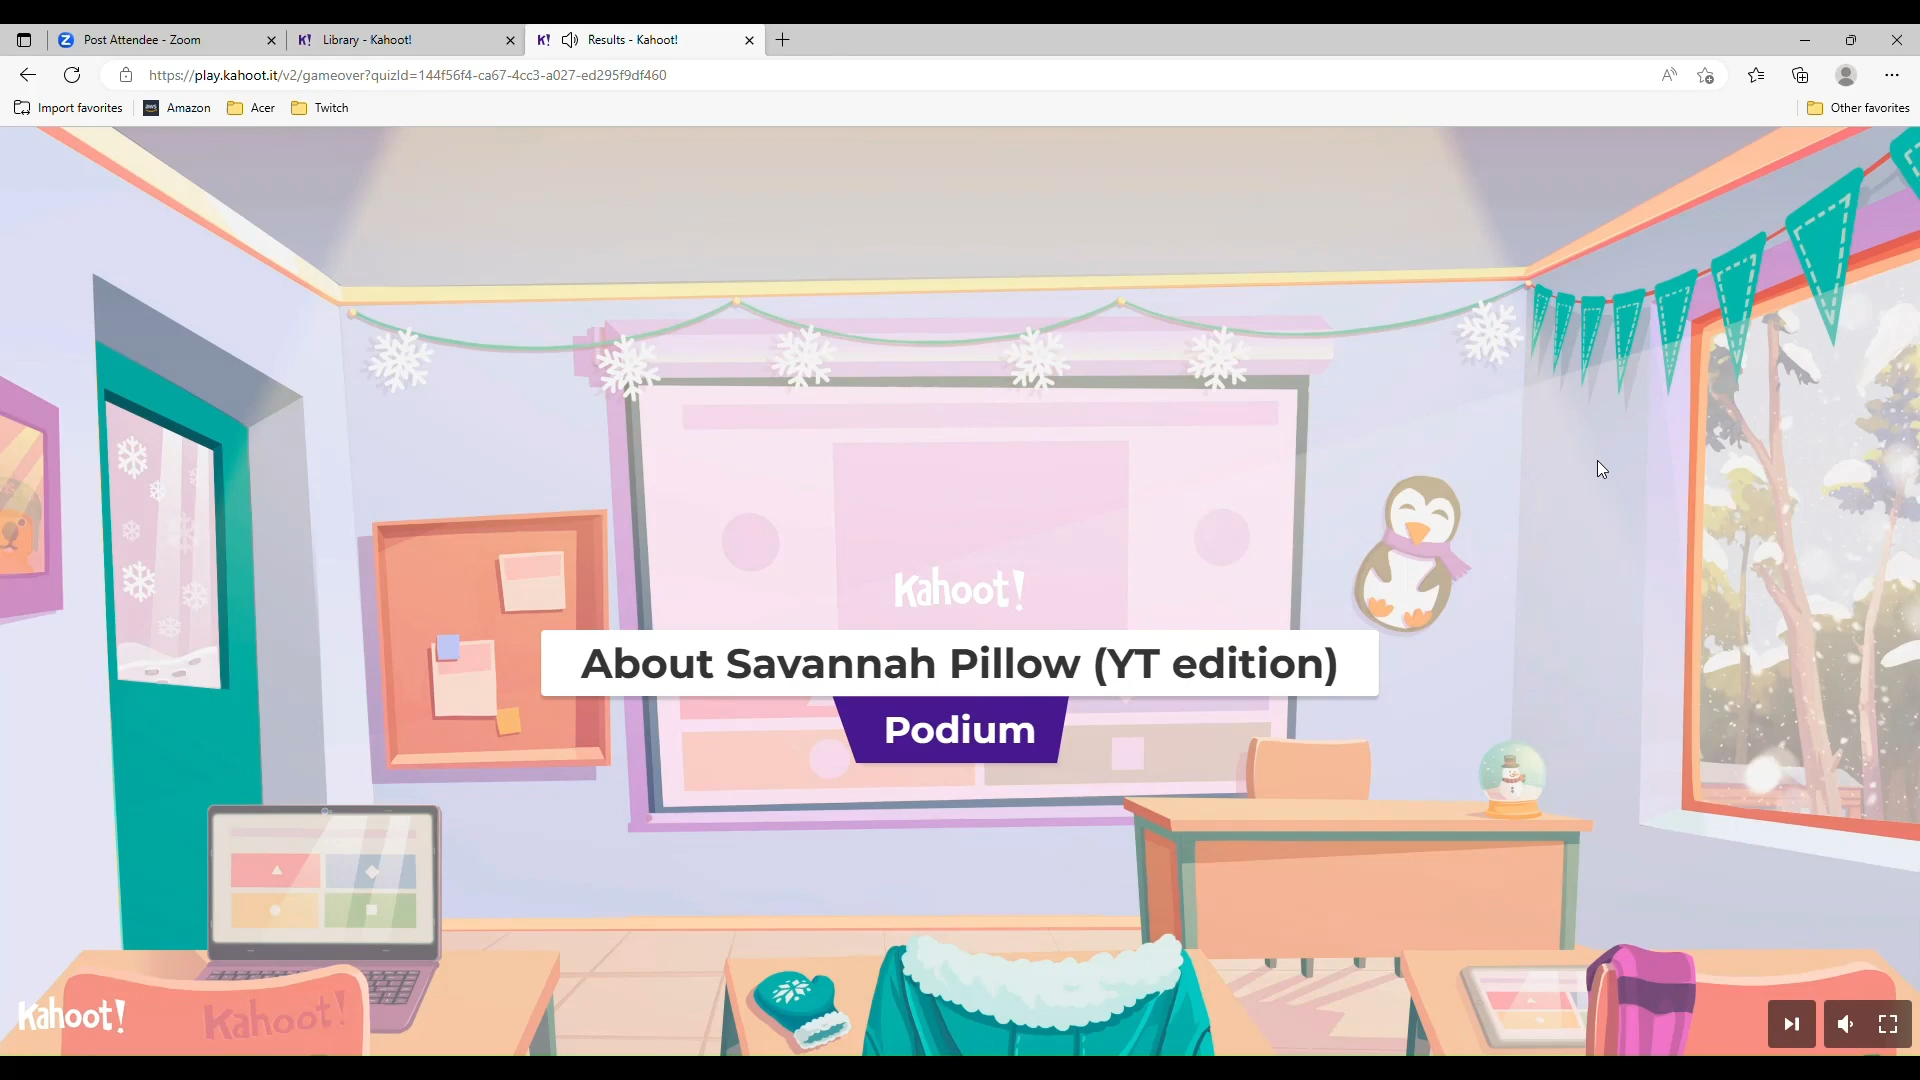 Post Attendee - Zoom
Library - Kahoot!
Results - Kahoot!
https://play.kahoot.it/v2/gameover?quizId=144f56f4-ca67-4cc3-a027-ed295f9df460
Import favorites
aws
Amazon
Acer
Twitch
Other favorites
Kahoot!
About Savannah Pillow (YT edition)
Podium
Kahoot!
Kahoot!